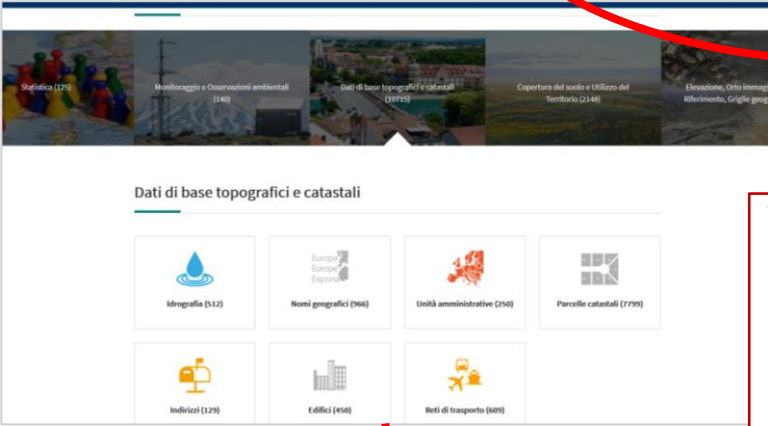 Statistica (125)
Monitoraggio e Osservazioni ambientali
(140)
Dati di base topografici e catastali
(10715)
Copertura del suolo e Utilizzo del
Territorio (2148)
Elevazione, Orto
Riferimento, Griglie
Dati di base topografici e catastali
Europa
Europe
Idrografia (512)
Nomi geografici (966)
Unità amministrative (250)
Parcelle catastali (7799)
Indirizzi (129)
Edifici (450)
Reti di trasporto (609)